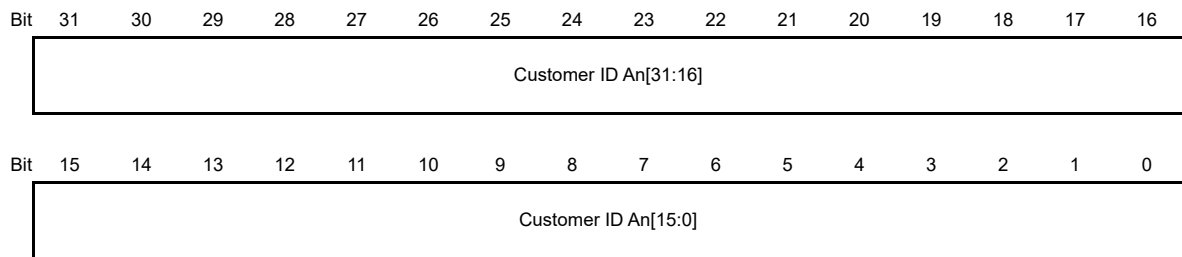 Bit 31 30 29 28 27 26 25 24 23 22 21 20 19 18 17 16
Customer ID An[31:16]
Bit 15 14 13 12 11 10 9 8 7 6 5 4 3 2 1 0
Customer ID An[15:0]